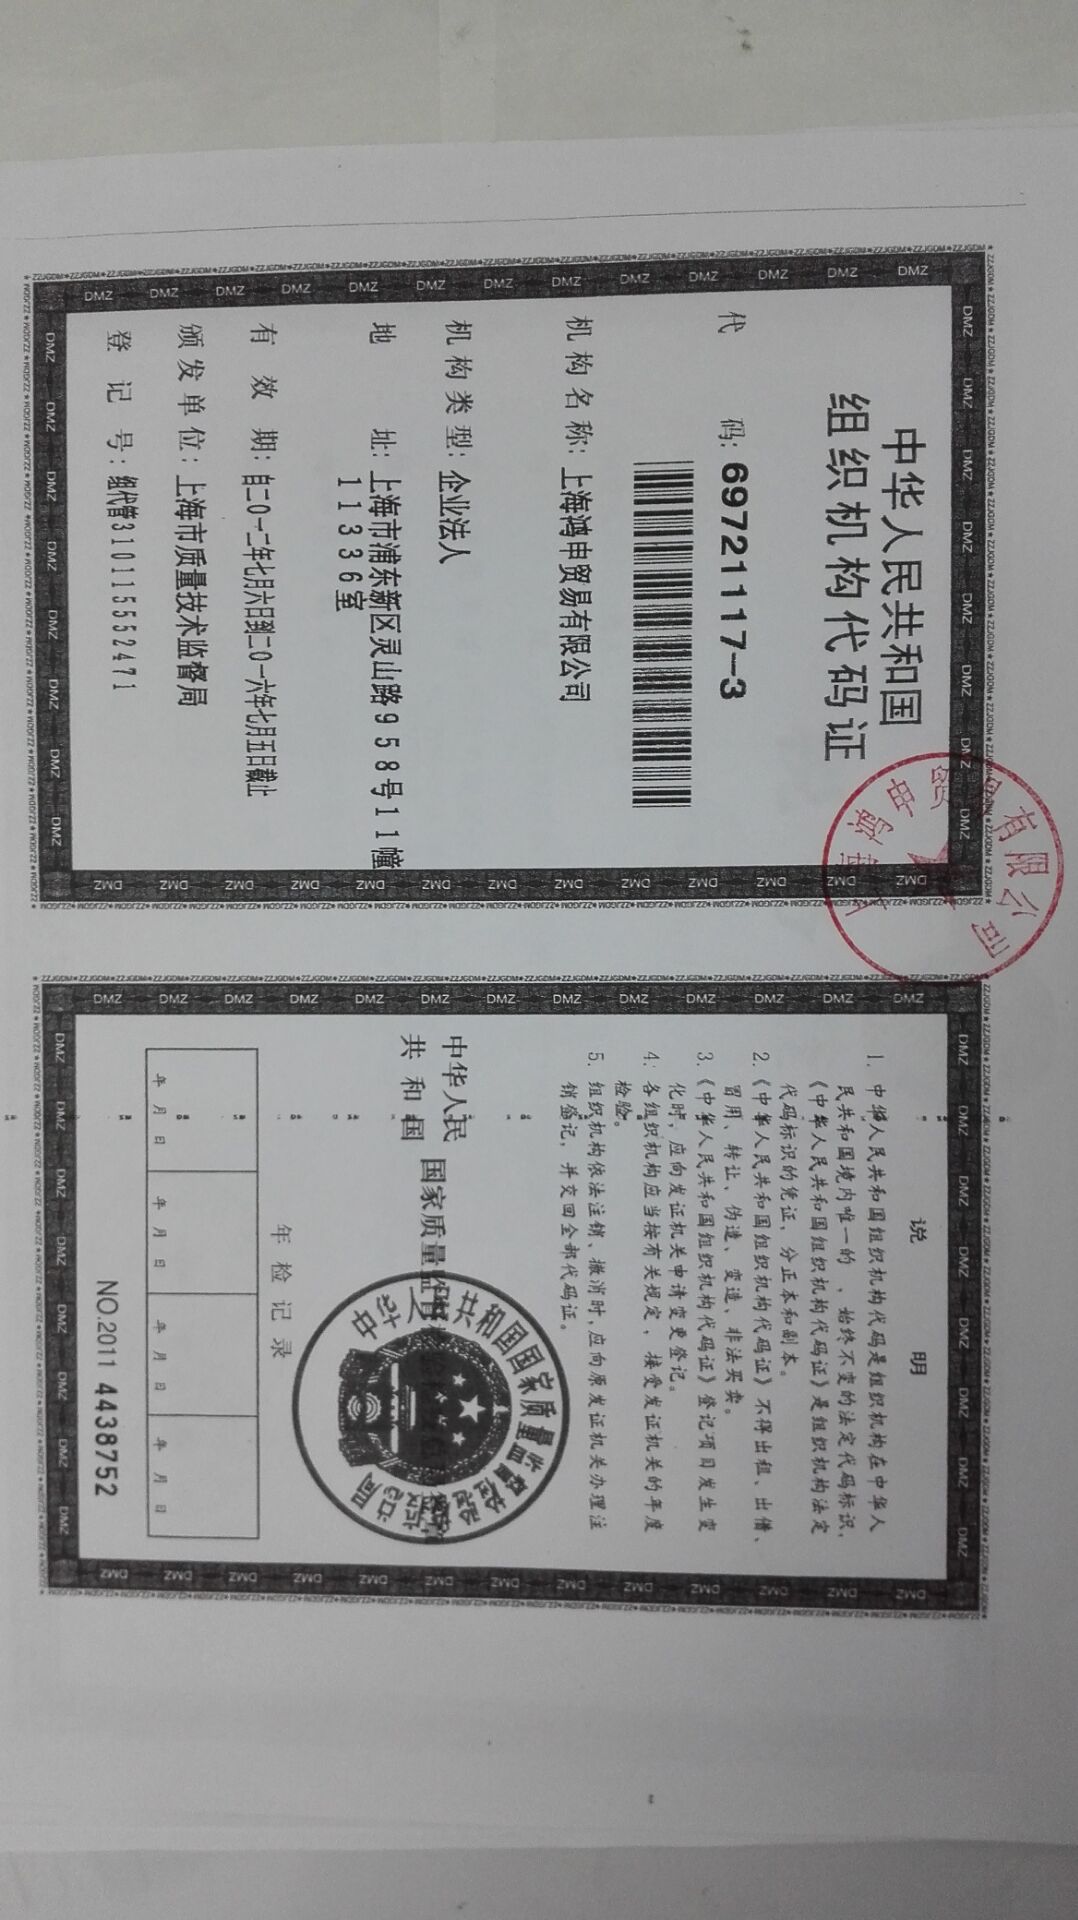 中华人民共和国
组织机构代码证
代 码: 69721117-3
机构名称: 上海鸿申贸易有限公司
机构类型: 企业法人
地 址: 上海市浦东新区灵山路958号11幢
11336室
有 效 期: 自二0一二年七月六日到二0一六年七月五日截止
颁发单位: 上海市质量技术监督局
登 记 号: 组代管310115552471
上海鸿申贸易有限公司
说 明
1. 中华人民共和国组织机构代码是组织机构在中华人
民共和国境内唯一的、始终不变的法定代码标识,
《中华人民共和国组织机构代码证》是组织机构法定
代码标识的凭证,分正本和副本。
2.《中华人民共和国组织机构代码证》不得出租、出借、
冒用、转让、伪造、变造、非法买卖。
3.《中华人民共和国组织机构代码证》登记项目发生变
化时,应向发证机关申请变更登记。
4. 各组织机构应当按有关规定,接受发证机关的年度
检验。
5. 组织机构依法注销、撤消时,应向原发证机关办理注
销登记,并交回全部代码证。
中华人民
共和国 国家质量监督检验检疫总局
中华人民共和国国家质量监督检验检疫总局
年检记录
年 月 日 年 月 日 年 月 日 年 月 日
NO.2011 4438752